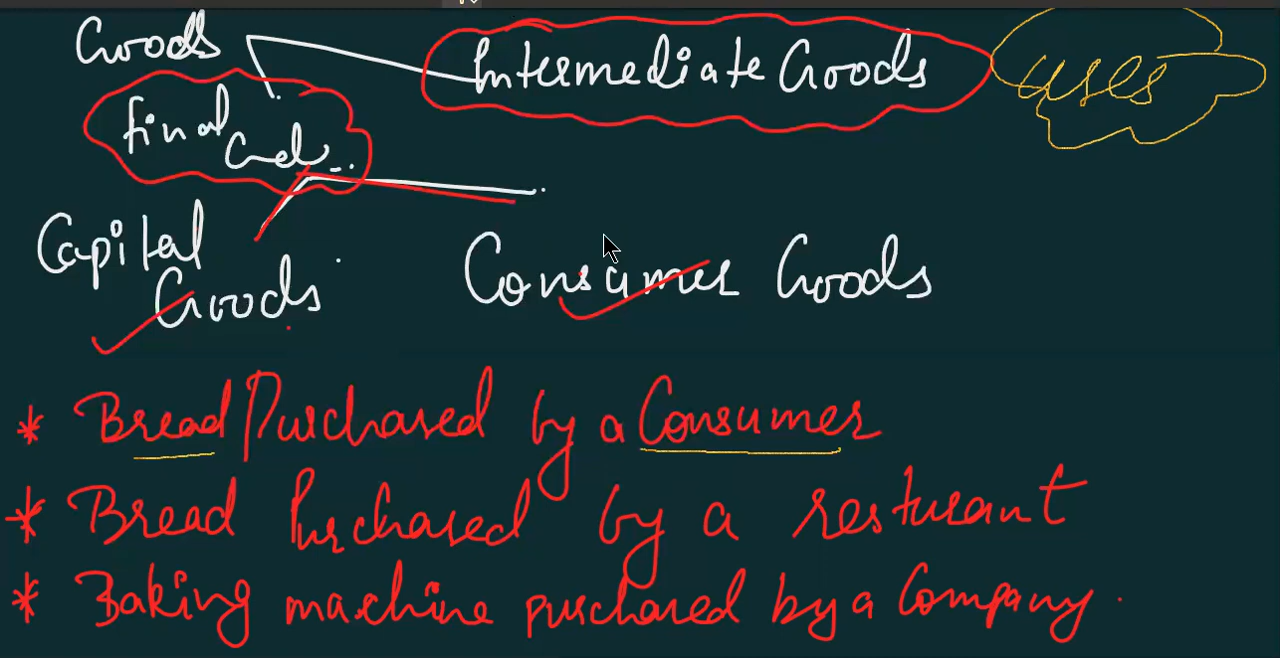 Goods Intermediate Goods uses
final Gds..
Capital Goods
Consumer Goods
* Bread Purchased by a Consumer
* Bread Purchased by a resturant
* Baking machine purchased by a Company.